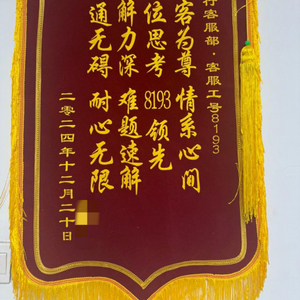 行客服部·客服工号8193
客为尊 情系心间
位思考 8193 领先
解力深 难题速解
通无碍 耐心无限
二零二四年十二月二十日